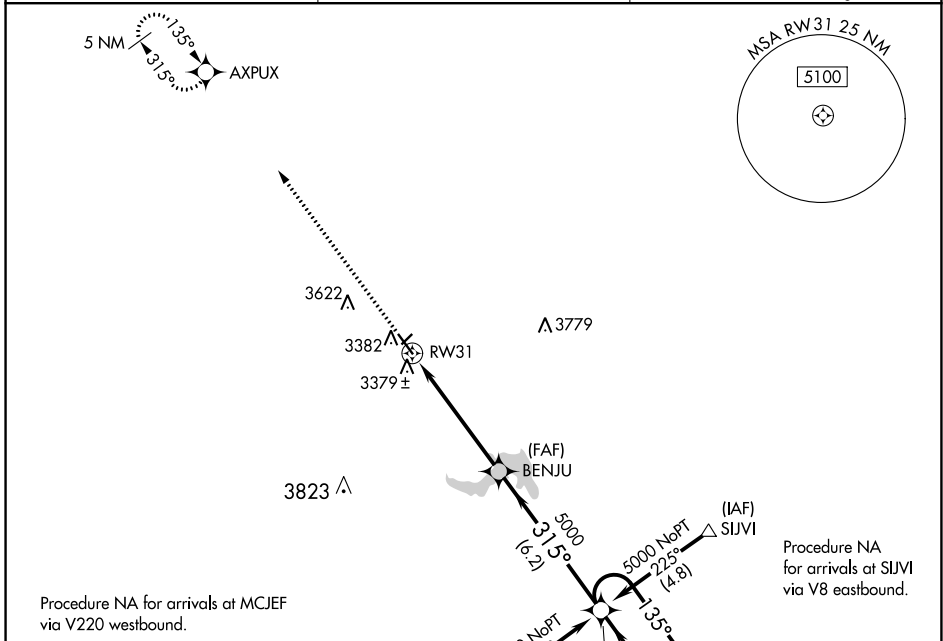 135°
5 NM
315°
AXPUX
MSA RW31 25 NM
5100
3622
3779
3382
RW31
3379±
(FAF)
BENJU
3823
5000
315°
(6.2)
(IAF)
SIJVI
5000 NoPT
225°
(4.8)
135°
Procedure NA
for arrivals at SIJVI
via V8 eastbound.
Procedure NA for arrivals at MCJEF
via V220 westbound.
NoPT